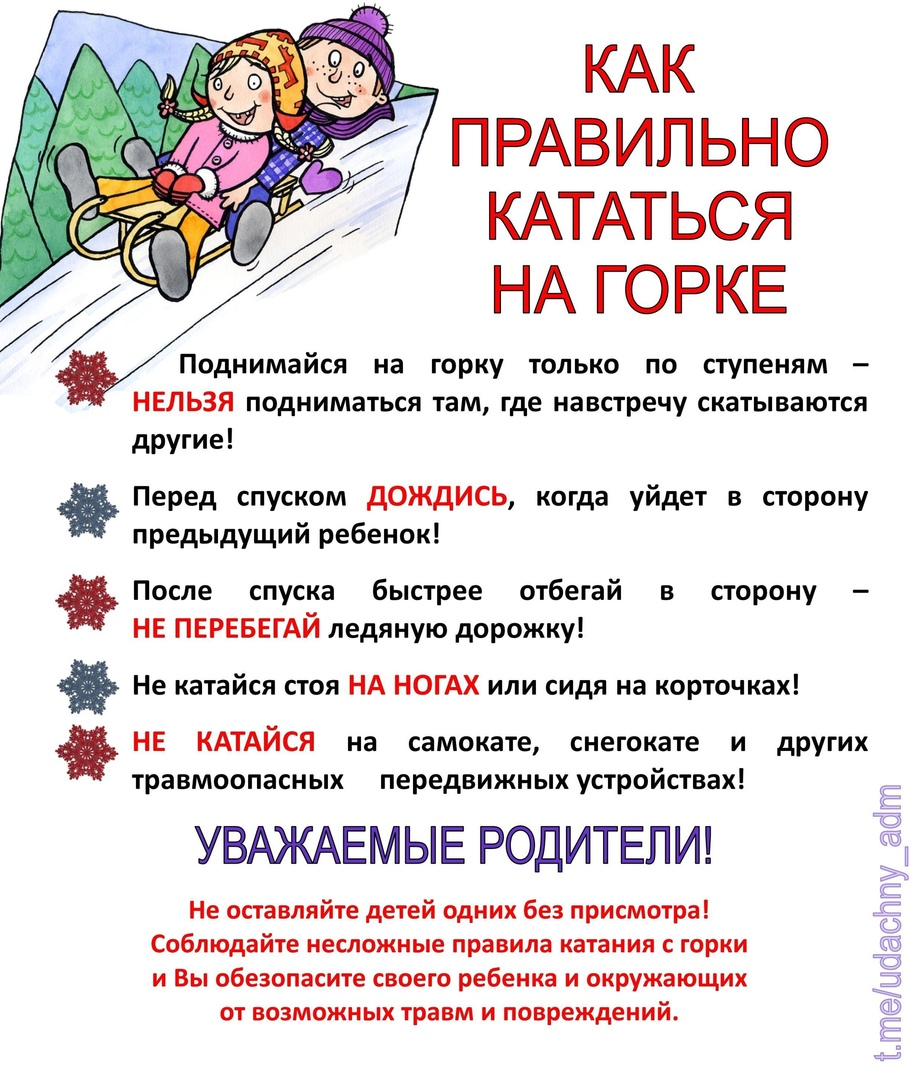 КАК
ПРАВИЛЬНО
КАТАТЬСЯ
НА ГОРКЕ
Поднимайся на горку только по ступеням –
НЕЛЬЗЯ подниматься там, где навстречу скатываются
другие!
Перед спуском ДОЖДИСЬ, когда уйдет в сторону
предыдущий ребенок!
После спуска быстрее отбегай в сторону –
НЕ ПЕРЕБЕГАЙ ледяную дорожку!
Не катайся стоя НА НОГАХ или сидя на корточках!
НЕ КАТАЙСЯ на самокате, снегокате и других
травмоопасных передвижных устройствах!
УВАЖАЕМЫЕ РОДИТЕЛИ!
Не оставляйте детей одних без присмотра!
Соблюдайте несложные правила катания с горки
и Вы обезопасите своего ребенка и окружающих
от возможных травм и повреждений.
t.me/udachny_adm